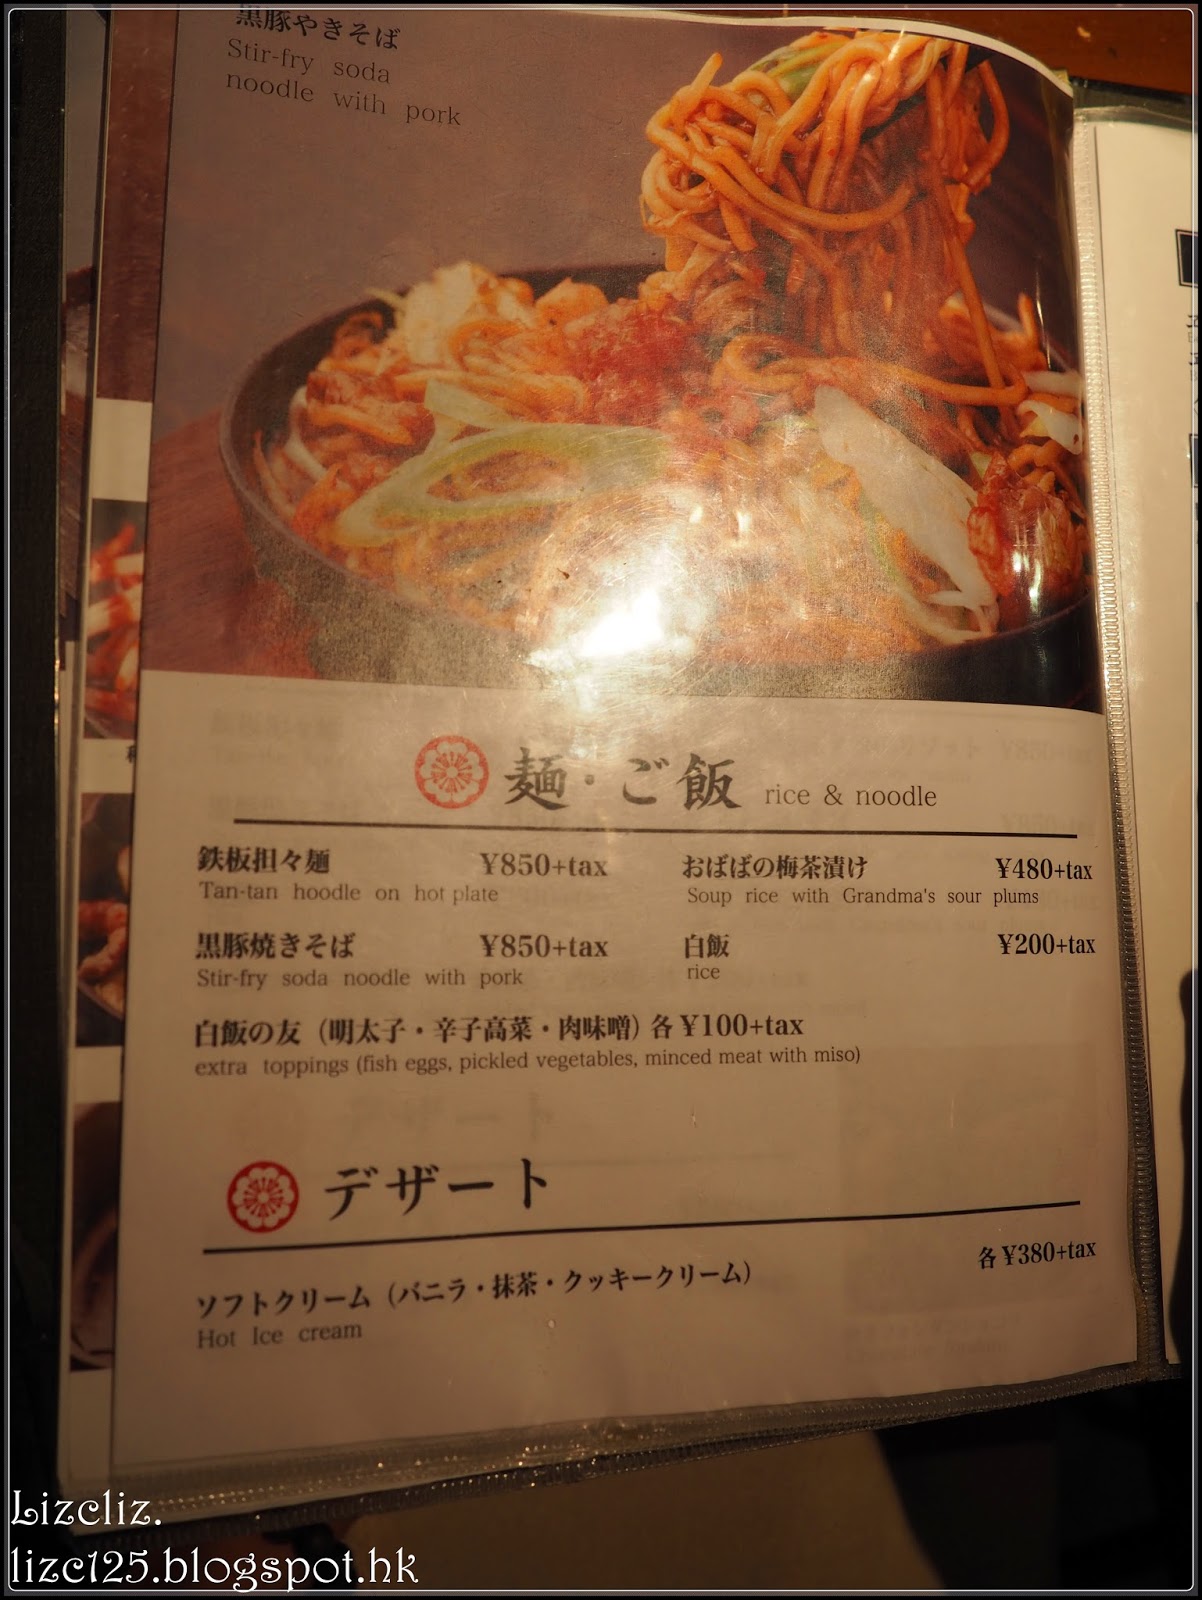 黒豚やきそば
Stir-fry soda
noodle with pork
麺・ご飯 rice & noodle
鉄板担々麺 ¥850+tax
Tan-tan hoodle on hot plate
黒豚焼きそば ¥850+tax
Stir-fry soda noodle with pork
おばばの梅茶漬け ¥480+tax
Soup rice with Grandma's sour plums
白飯 ¥200+tax
rice
白飯の友（明太子・辛子高菜・肉味噌）各¥100+tax
extra toppings (fish eggs, pickled vegetables, minced meat with miso)
デザート
ソフトクリーム（バニラ・抹茶・クッキークリーム） 各¥380+tax
Hot Ice cream
Lizcliz.
lizc125.blogspot.hk